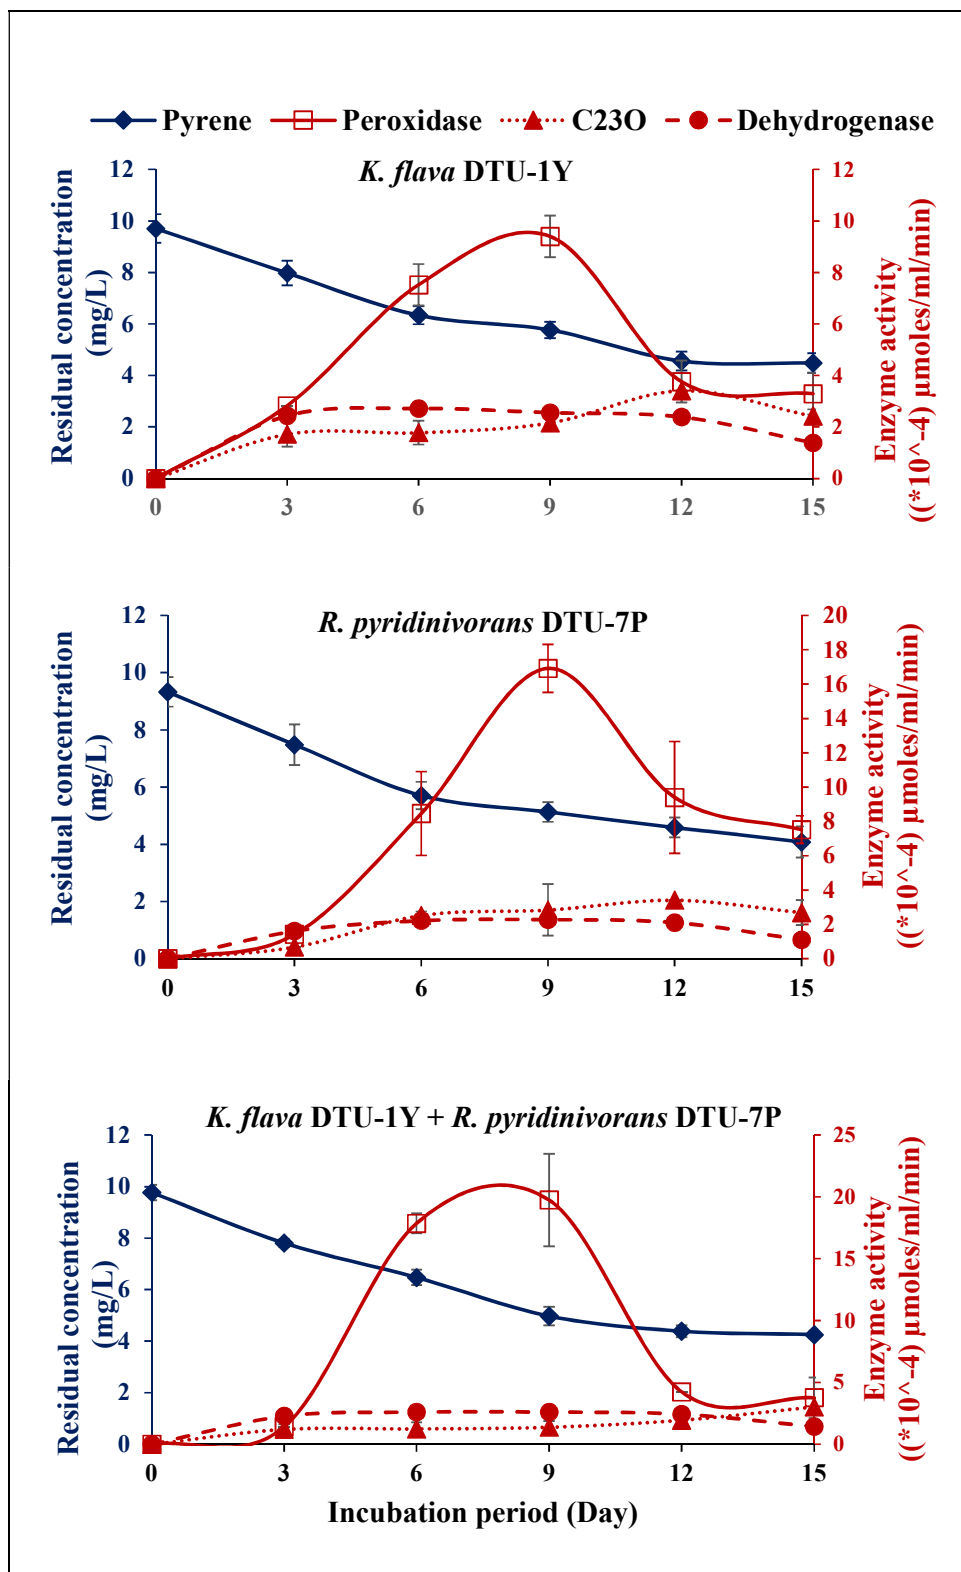 Pyrene Peroxidase C23O Dehydrogenase
K. flava DTU-1Y
Residual concentration
(mg/L)
12
10
8
6
4
2
0
12
10
8
6
4
2
0
Enzyme activity
((*10^-4) µmoles/ml/min)
0 3 6 9 12 15
R. pyridinivorans DTU-7P
Residual concentration
(mg/L)
12
10
8
6
4
2
0
20
18
16
14
12
10
8
6
4
2
0
Enzyme activity
((*10^-4) µmoles/ml/min)
0 3 6 9 12 15
K. flava DTU-1Y + R. pyridinivorans DTU-7P
Residual concentration
(mg/L)
12
10
8
6
4
2
0
25
20
15
10
5
0
Enzyme activity
((*10^-4) µmoles/ml/min)
0 3 6 9 12 15
Incubation period (Day)